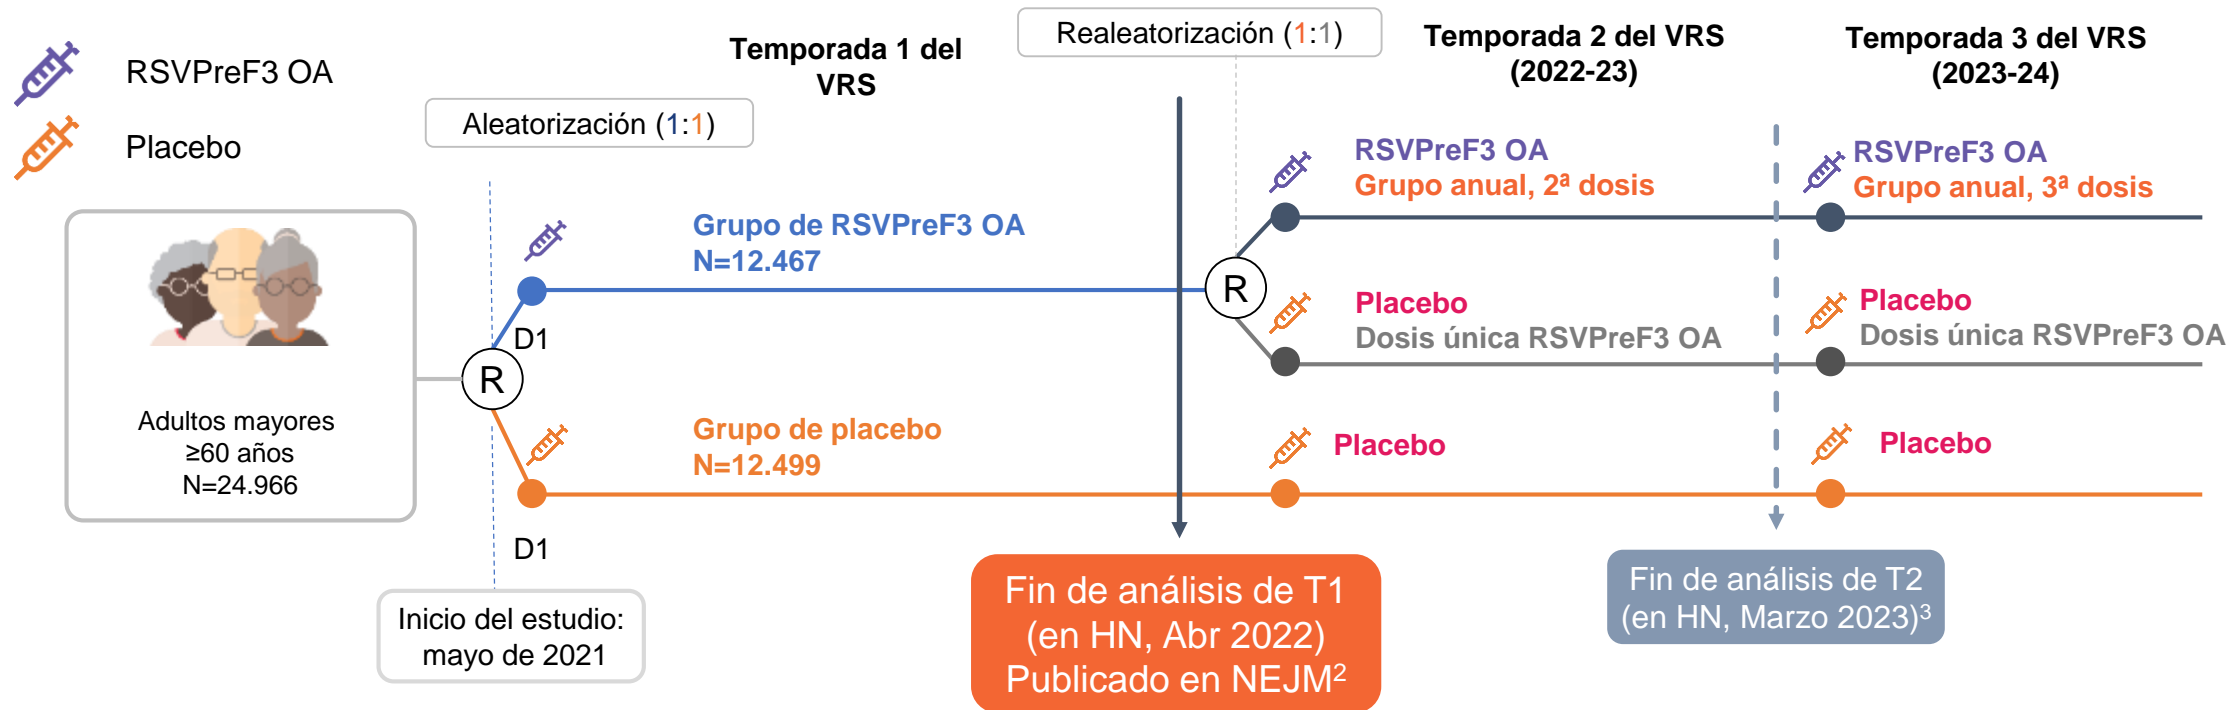 RSVPreF3 OA
Placebo
Adultos mayores
≥60 años
N=24.966
Aleatorización (1:1)
R
D1
D1
Inicio del estudio:
mayo de 2021
Temporada 1 del
VRS
Grupo de RSVPreF3 OA
N=12.467
Grupo de placebo
N=12.499
Realeatorización (1:1)
R
Fin de análisis de T1
(en HN, Abr 2022)
Publicado en NEJM²
Temporada 2 del VRS
(2022-23)
RSVPreF3 OA
Grupo anual, 2ª dosis
Placebo
Dosis única RSVPreF3 OA
Placebo
Fin de análisis de T2
(en HN, Marzo 2023)³
Temporada 3 del VRS
(2023-24)
RSVPreF3 OA
Grupo anual, 3ª dosis
Placebo
Dosis única RSVPreF3 OA
Placebo